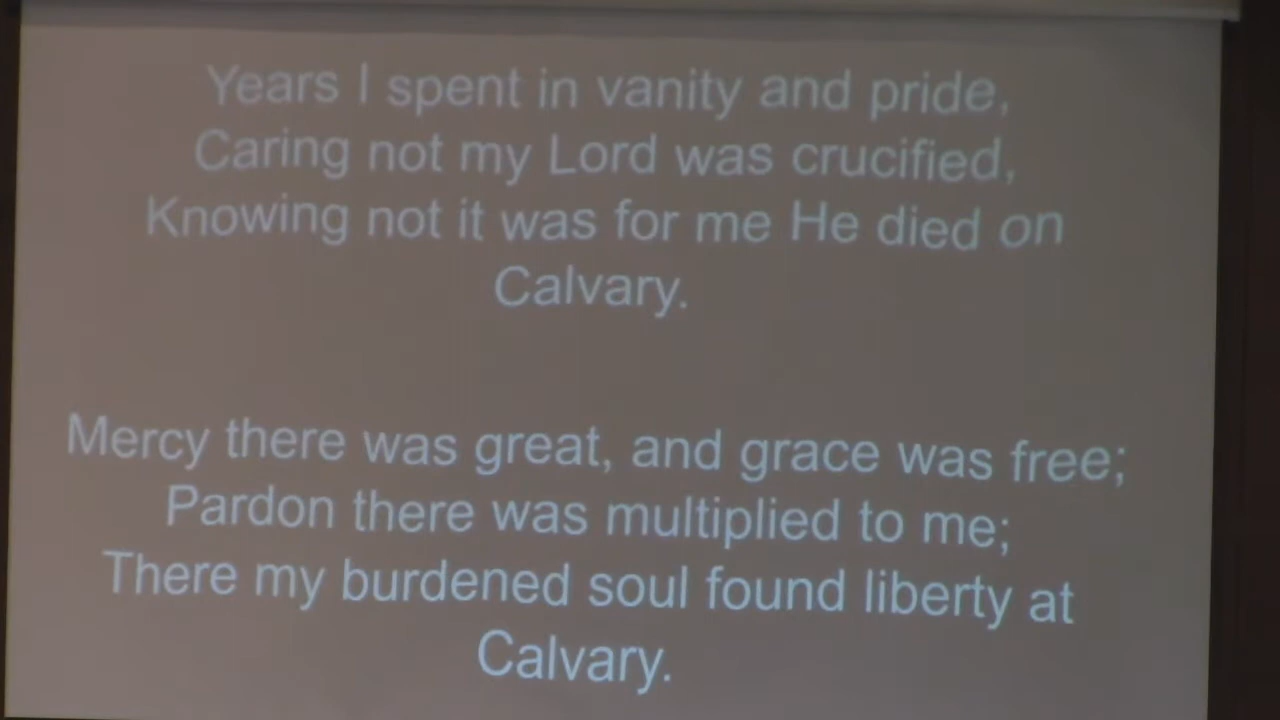 Years I spent in vanity and pride,
Caring not my Lord was crucified,
Knowing not it was for me He died on
Calvary.
Mercy there was great, and grace was free;
Pardon there was multiplied to me;
There my burdened soul found liberty at
Calvary.